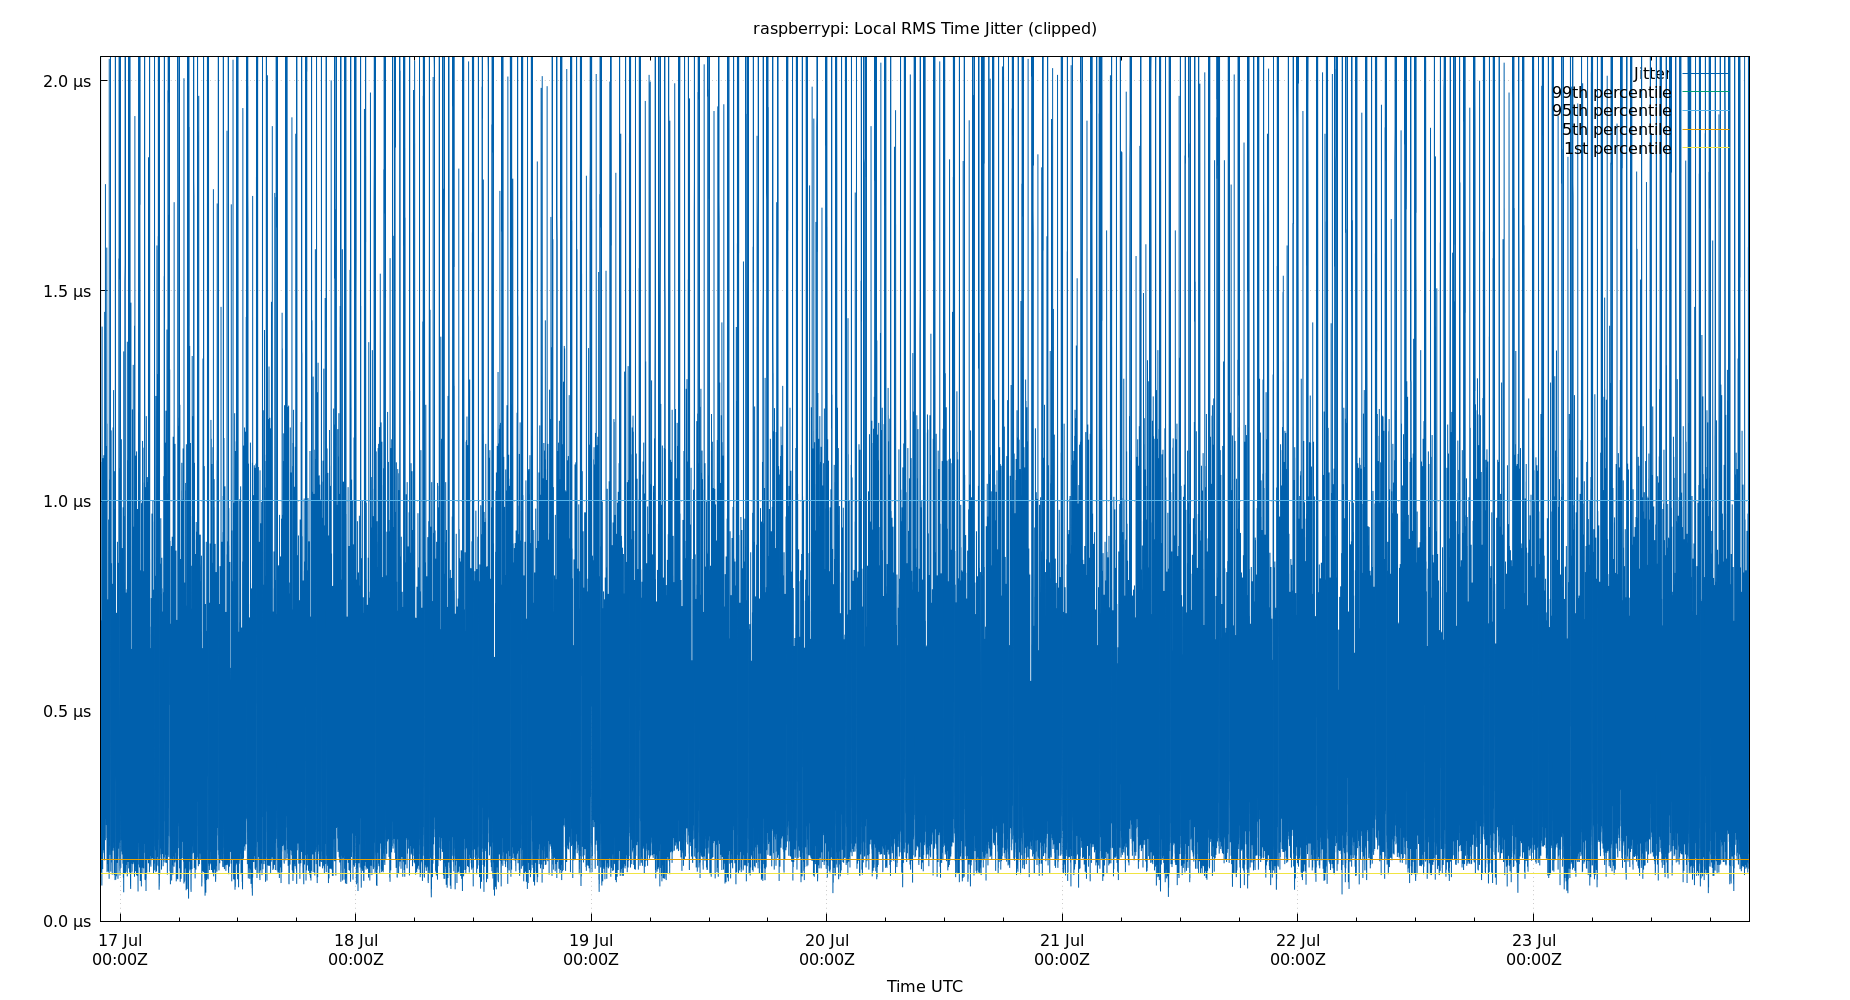 raspberrypi: Local RMS Time Jitter (clipped)
2.0 µs
Jitter
99th percentile
95th percentile
5th percentile
1st percentile
1.5 µs
1.0 µs
0.5 µs
0.0 µs
17 Jul 18 Jul 19 Jul 20 Jul 21 Jul 22 Jul 23 Jul
00:00Z 00:00Z 00:00Z 00:00Z 00:00Z 00:00Z 00:00Z
Time UTC